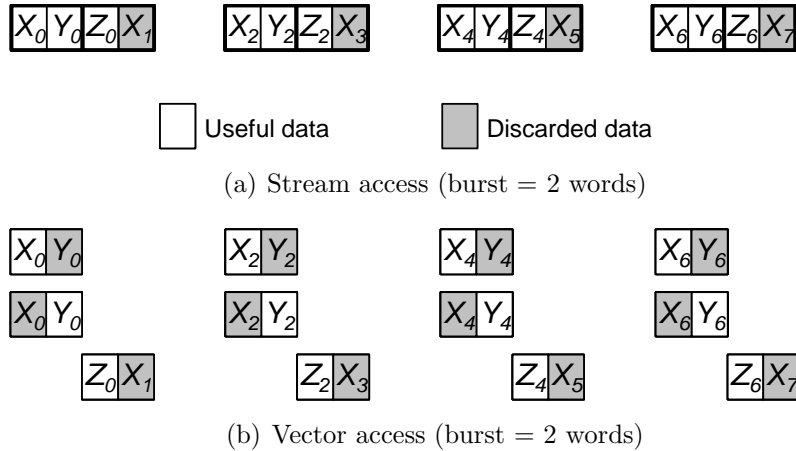 X0 Y0 Z0 X1 X2 Y2 Z2 X3 X4 Y4 Z4 X5 X6 Y6 Z6 X7
Useful data Discarded data
(a) Stream access (burst = 2 words)
X0 Y0 X2 Y2 X4 Y4 X6 Y6
X0 Y0 X2 Y2 X4 Y4 X6 Y6
Z0 X1 Z2 X3 Z4 X5 Z6 X7
(b) Vector access (burst = 2 words)